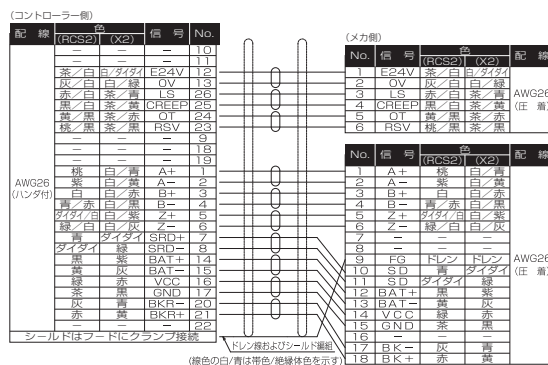 (コントローラー側)
配 線 色 信 号 No.
(RCS2) (X2)
− − − 10
− − − 11
茶/白 白/ダイダイ E24V 12
灰/白 白/緑 0V 13
赤/白 茶/青 LS 26
黒/白 茶/黄 CREEP 25
黄/黒 茶/赤 OT 24
桃/黒 茶/黒 RSV 23
− − − 9
− − − 18
− − − 19
AWG26
(ハンダ付)
桃 白/青 A+ 1
紫 白/黄 A− 2
白 白/赤 B+ 3
青/赤 白/黒 B− 4
ダイダイ/白 白/紫 Z+ 5
緑/白 白/灰 Z− 6
青 ダイダイ SRD+ 7
ダイダイ 緑 SRD− 8
黒 紫 BAT+ 14
黄 灰 BAT− 15
緑 赤 VCC 16
茶 黒 GND 17
灰 青 BKR− 20
赤 黄 BKR+ 21
− − − 22
シールドはフードにクランプ接続
(メカ側)
No. 信 号 色 配 線
(RCS2) (X2)
1 E24V 茶/白 白/ダイダイ
2 0V 灰/白 白/緑
3 LS 赤/白 茶/青
4 CREEP 黒/白 茶/黄
5 OT 黄/黒 茶/赤
6 RSV 桃/黒 茶/黒
AWG26
(圧 着)
No. 信 号 色 配 線
(RCS2) (X2)
1 A+ 桃 白/青
2 A− 紫 白/黄
3 B+ 白 白/赤
4 B− 青/赤 白/黒
5 Z+ ダイダイ/白 白/紫
6 Z− 緑/白 白/灰
7 − − −
8 − − −
9 FG ドレン ドレン
10 SD 青 ダイダイ
11 SD ダイダイ 緑
12 BAT+ 黒 紫
13 BAT− 黄 灰
14 VCC 緑 赤
15 GND 茶 黒
16 − − −
17 BK− 灰 青
18 BK+ 赤 黄
AWG26
(圧 着)
ドレン線およびシールド編組
(線色の白/青は帯色/絶縁体色を示す)